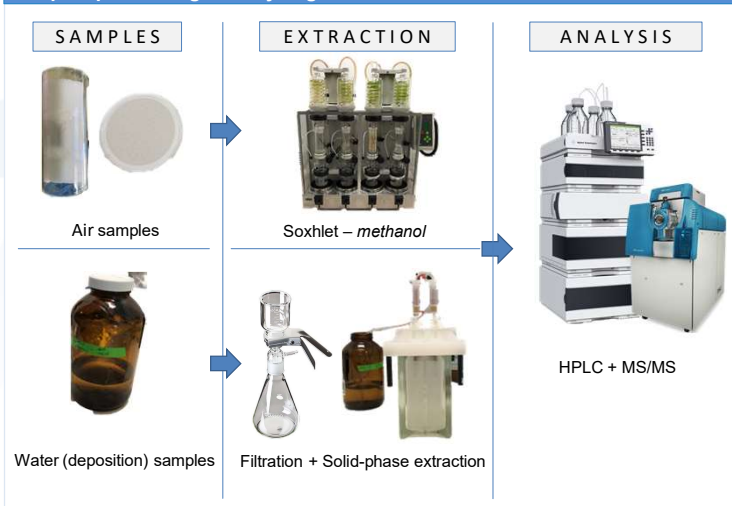 SAMPLES
EXTRACTION
ANALYSIS
Air samples
Soxhlet – methanol
Water (deposition) samples
Filtration + Solid-phase extraction
HPLC + MS/MS